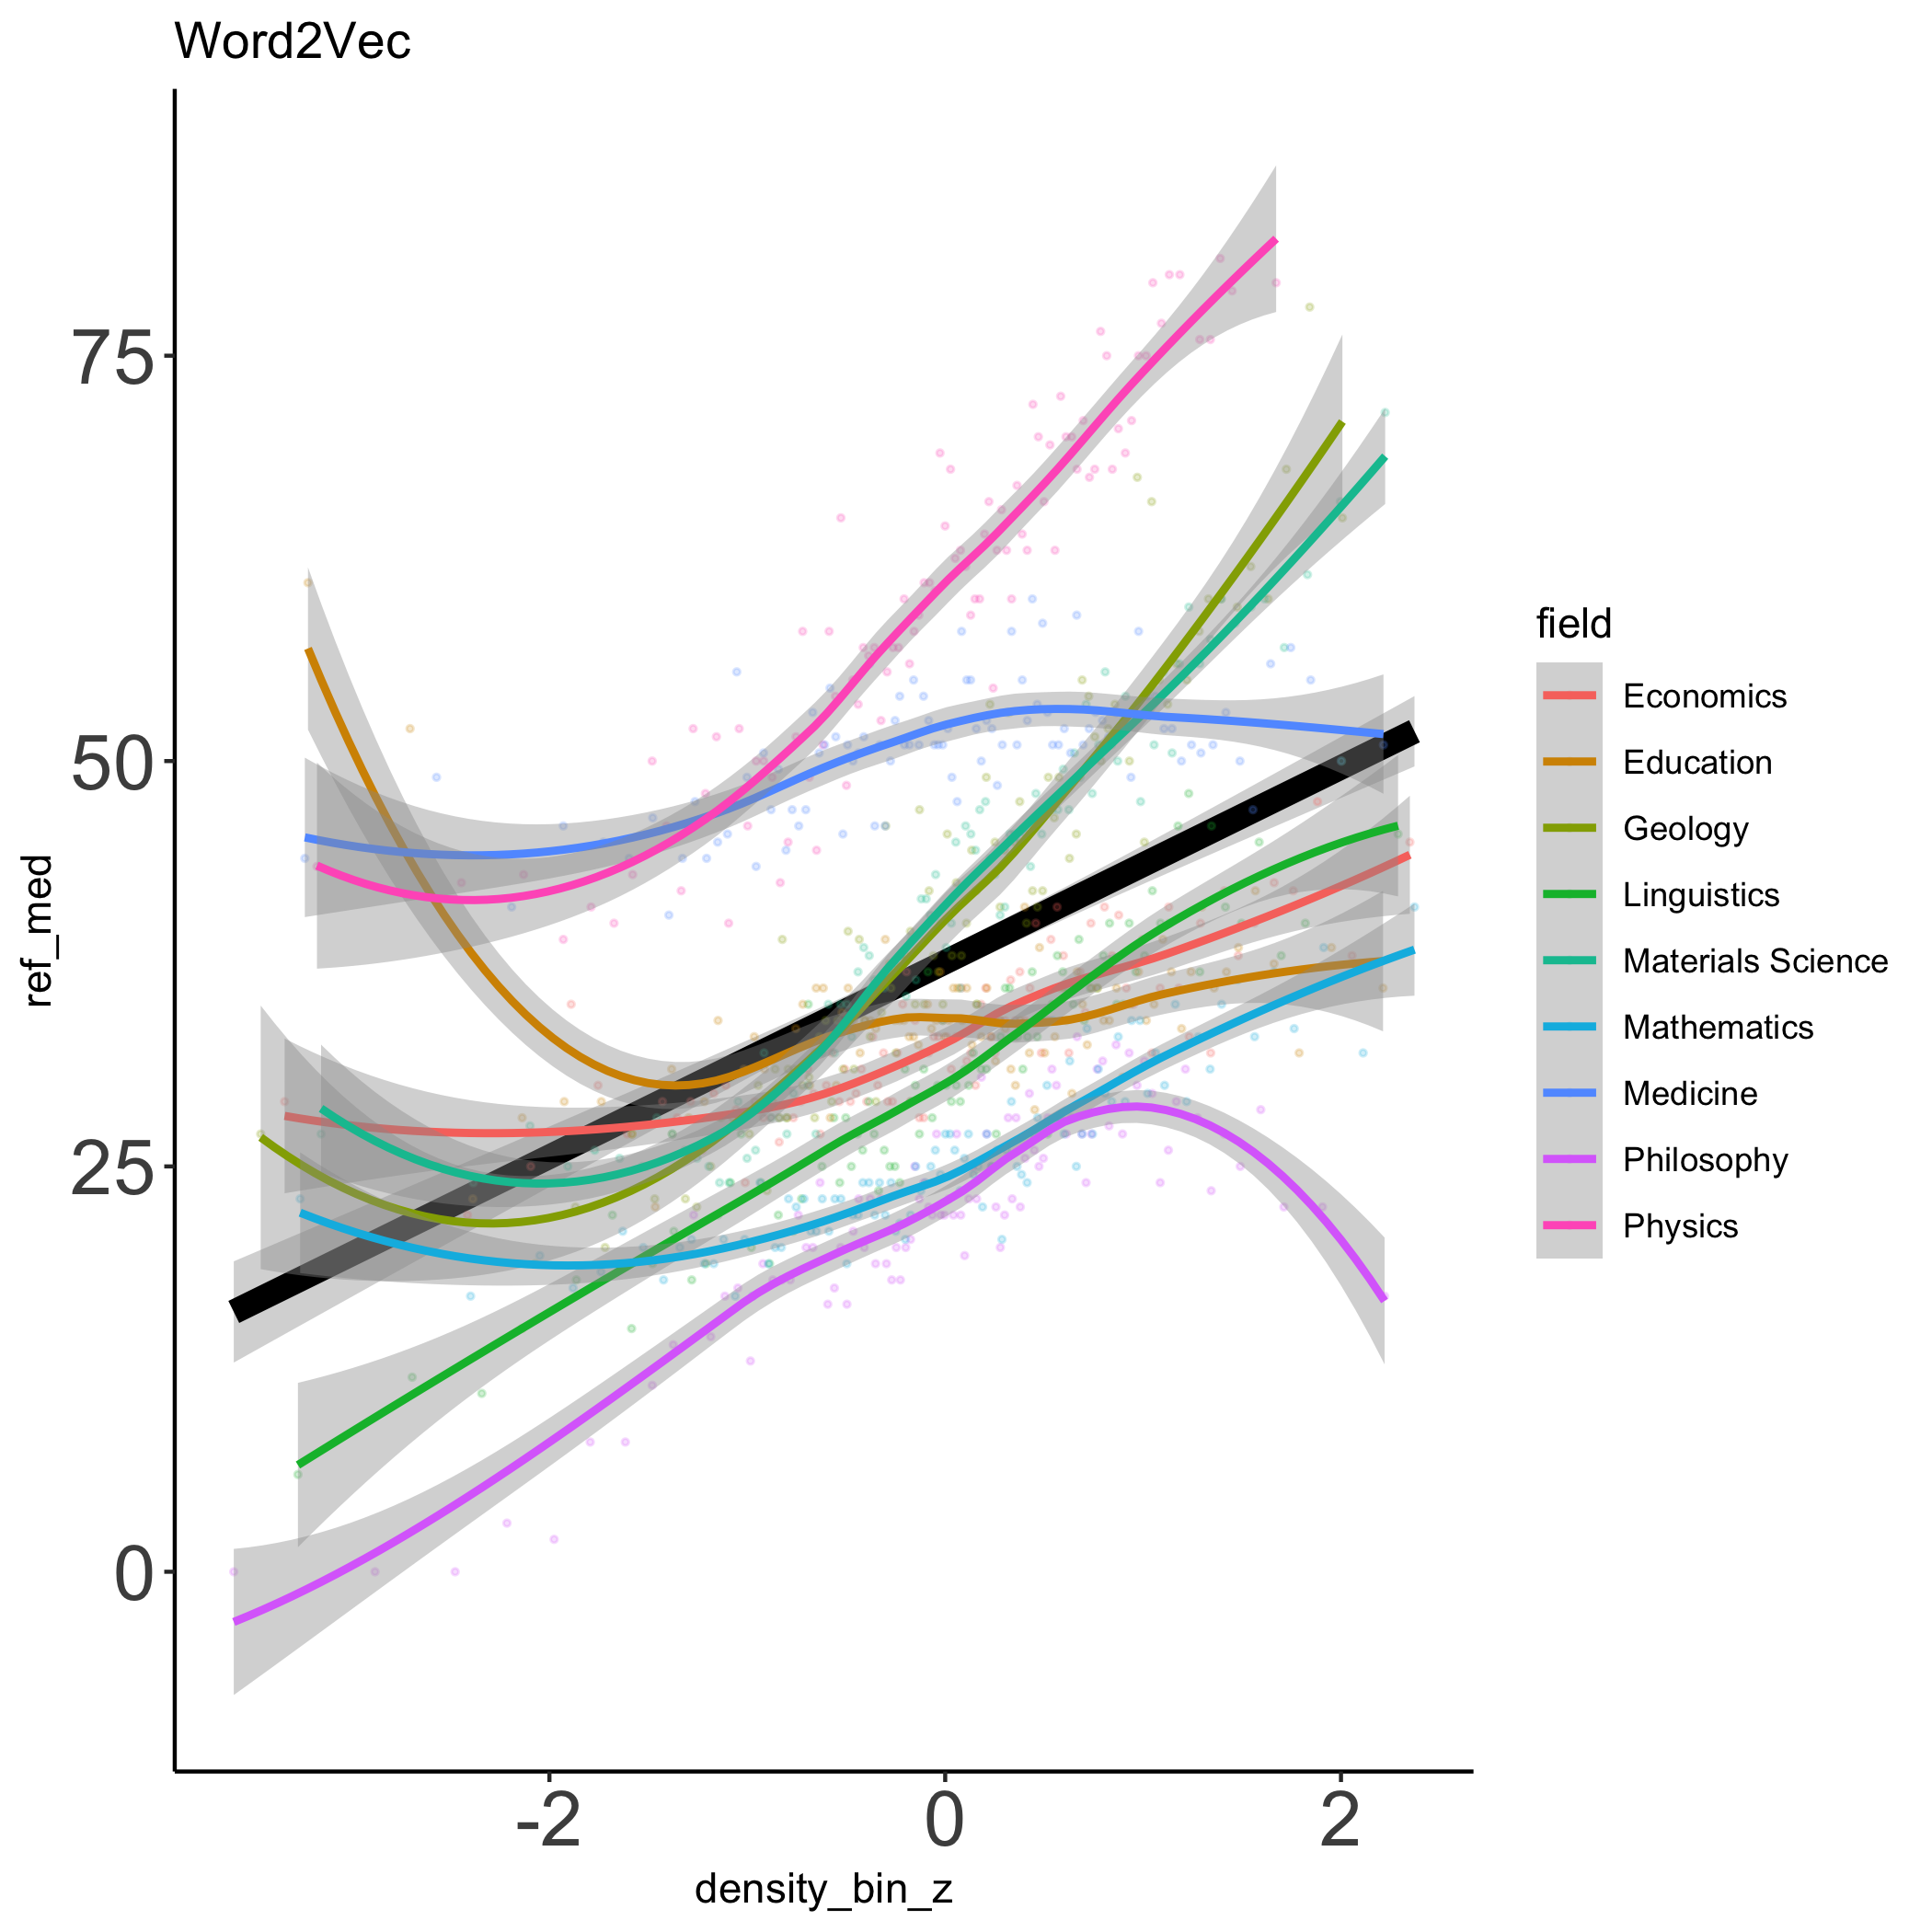 Word2Vec
75
50
25
0
ref_med
-2
0
2
density_bin_z
field
Economics
Education
Geology
Linguistics
Materials Science
Mathematics
Medicine
Philosophy
Physics